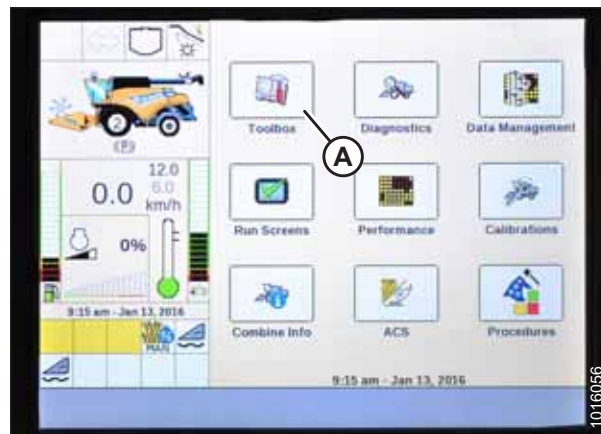 Toolbox
Diagnostics
Data Management
A
2
(P)
12.0
0.0
6.0
km/h
Run Screens
Performance
Calibrations
0%
9:15 am - Jan 13, 2016
MAN
Combine Info
ACS
Procedures
9:15 am - Jan 13, 2016
1016056